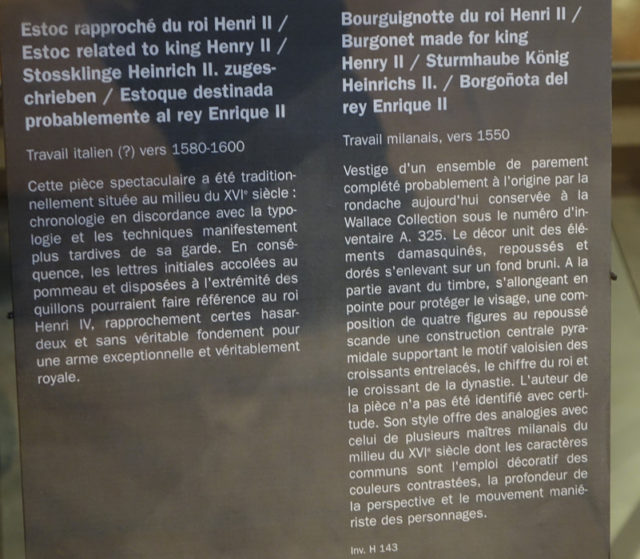 Estoc rapproché du roi Henri II /
Estoc related to king Henry II /
Stossklinge Heinrich II. zuges-
chrieben / Estoque destinada
probablemente al rey Enrique II
Travail italien (?) vers 1580-1600
Cette pièce spectaculaire a été tradition-
nellement située au milieu du XVIe siècle :
chronologie en discordance avec la typo-
logie et les techniques manifestement
plus tardives de sa garde. En consé-
quence, les lettres initiales accolées au
pommeau et disposées à l'extrémité des
quillons pourraient faire référence au roi
Henri IV, rapprochement certes hasar-
deux et sans véritable fondement pour
une arme exceptionnelle et véritablement
royale.
Bourguignotte du roi Henri II /
Burgonet made for king
Henry II / Sturmhaube König
Heinrichs II. / Borgoñota del
rey Enrique II
Travail milanais, vers 1550
Vestige d'un ensemble de parement
complété probablement à l'origine par la
rondache aujourd'hui conservée à la
Wallace Collection sous le numéro d'in-
ventaire A. 325. Le décor unit des élé-
ments damasquinés, repoussés et
dorés s'enlevant sur un fond bruni. A la
partie avant du timbre, s'allongeant en
pointe pour protéger le visage, une com-
position de quatre figures au repoussé
scande une construction centrale pyra-
midale supportant le motif valoisien des
croissants entrelacés, le chiffre du roi et
le croissant de la dynastie. L'auteur de
la pièce n'a pas été identifié avec certi-
tude. Son style offre des analogies avec
celui de plusieurs maîtres milanais du
milieu du XVIe siècle dont les caractères
communs sont l'emploi décoratif des
couleurs contrastées, la profondeur de
la perspective et le mouvement manié-
riste des personnages.
Inv. H 143